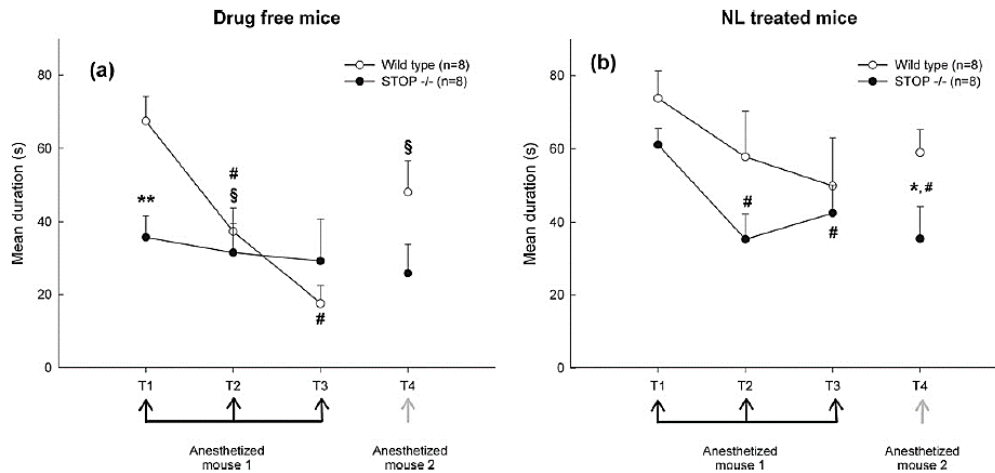 Drug free mice
(a)
Wild type (n=8)
STOP -/- (n=8)
Mean duration (s)
80
60
40
20
0
**
#
§
#
§
T1
T2
T3
T4
Anesthetized
mouse 1
Anesthetized
mouse 2
NL treated mice
(b)
Wild type (n=8)
STOP -/- (n=8)
Mean duration (s)
80
60
40
20
0
#
#
*,#
T1
T2
T3
T4
Anesthetized
mouse 1
Anesthetized
mouse 2